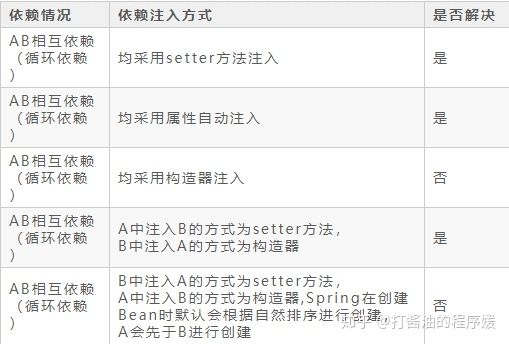 依赖情况 依赖注入方式 是否解决
AB相互依赖
（循环依赖
） 均采用setter方法注入 是
AB相互依赖
（循环依赖
） 均采用属性自动注入 是
AB相互依赖
（循环依赖
） 均采用构造器注入 否
AB相互依赖
（循环依赖
） A中注入B的方式为setter方法，
B中注入A的方式为构造器 是
AB相互依赖
（循环依赖
） B中注入A的方式为setter方法，
A中注入B的方式为构造器,Spring在创建
Bean时默认会根据自然排序进行创建，
A会先于B进行创建 否
知乎 @打酱油的程序媛